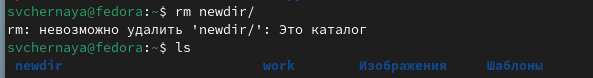 svchernaya@fedora:~$ rm newdir/
rm: невозможно удалить 'newdir/': Это каталог
svchernaya@fedora:~$ ls
newdir work Изображения Шаблоны